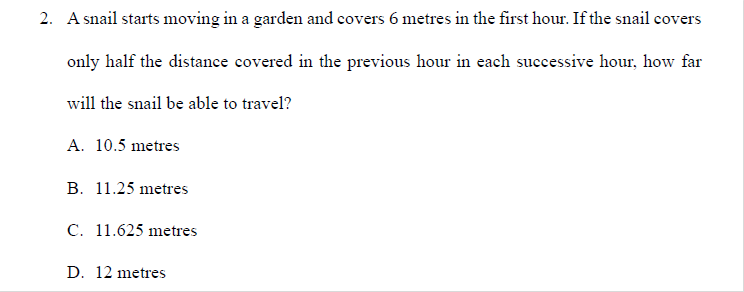 2. A snail starts moving in a garden and covers 6 metres in the first hour. If the snail covers
only half the distance covered in the previous hour in each successive hour, how far
will the snail be able to travel?
A. 10.5 metres
B. 11.25 metres
C. 11.625 metres
D. 12 metres